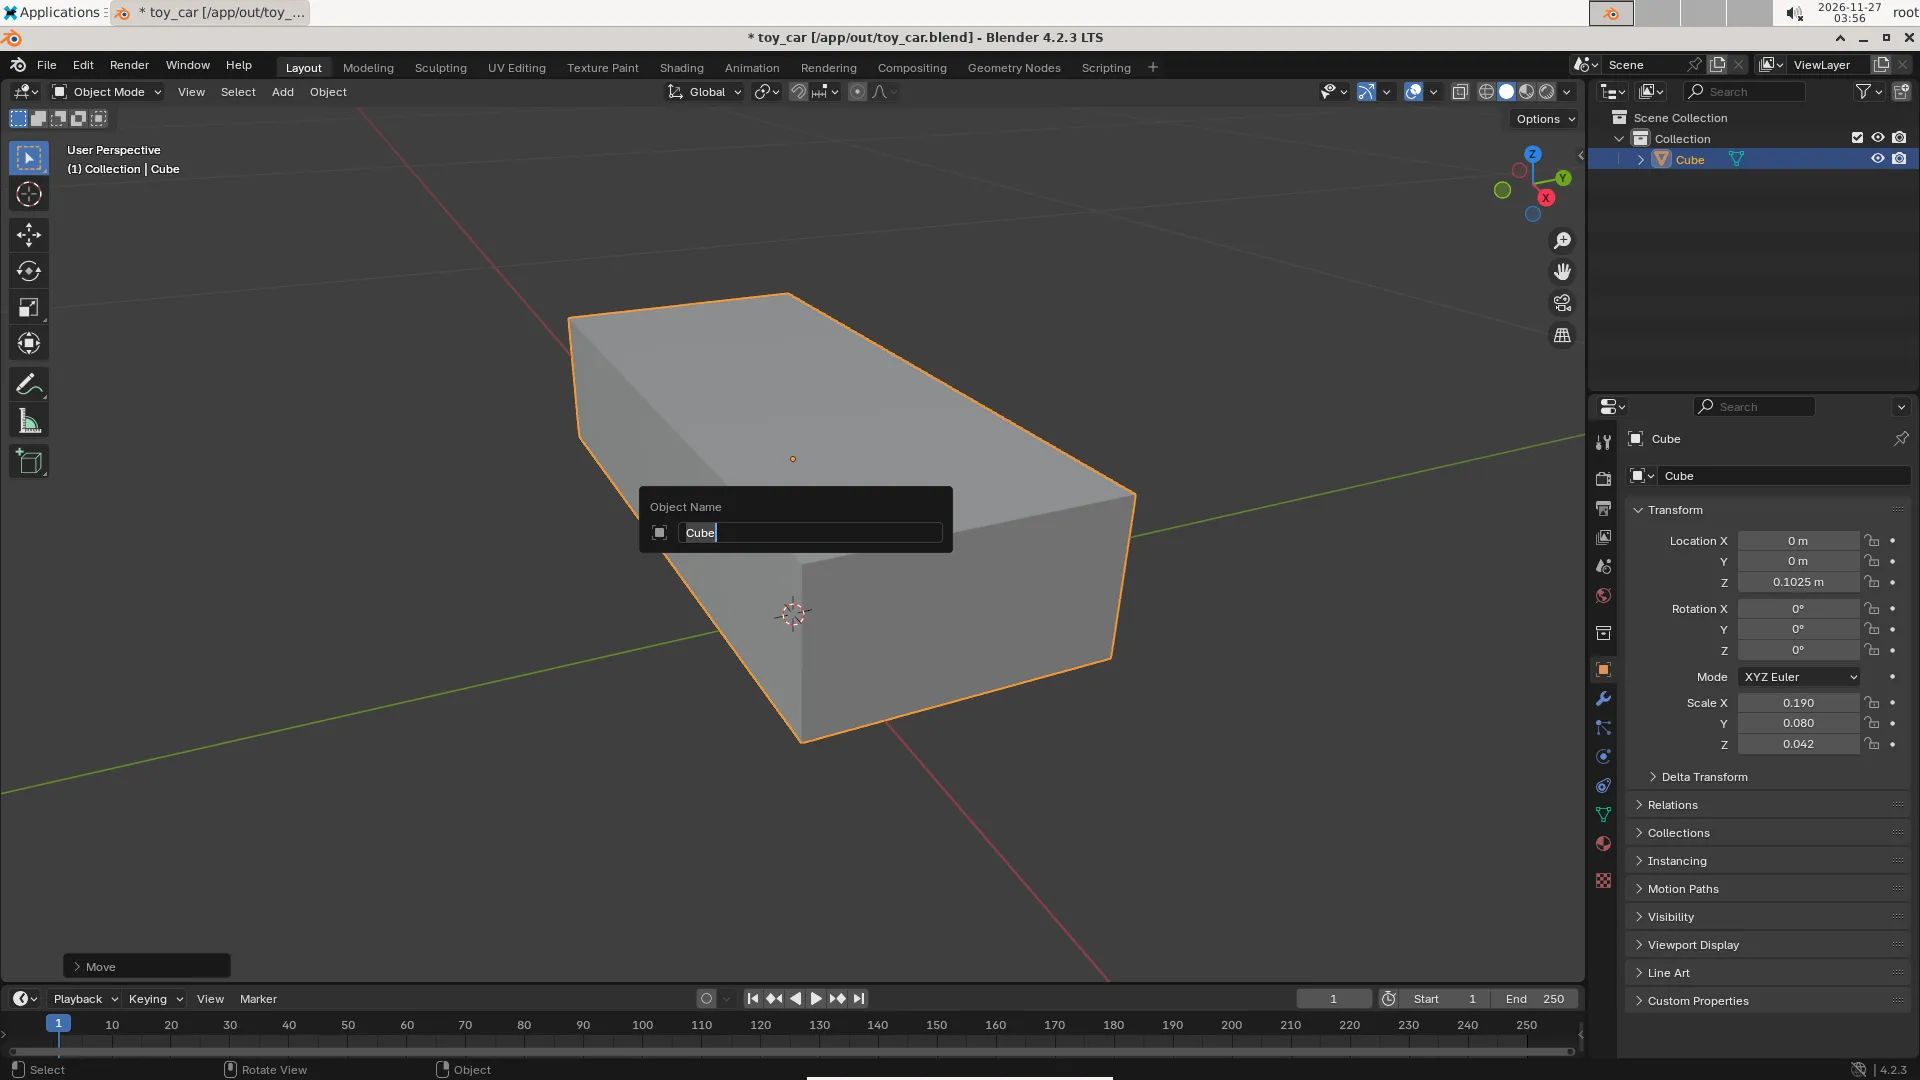 Applications
* toy_car [/app/out/toy_...
2026-11-27
03:56
root
* toy_car [/app/out/toy_car.blend] - Blender 4.2.3 LTS
File Edit Render Window Help
Layout Modeling Sculpting UV Editing Texture Paint Shading Animation Rendering Compositing Geometry Nodes Scripting
Scene
ViewLayer
Object Mode View Select Add Object
Global
Search
Options
User Perspective
(1) Collection | Cube
Z
Y
X
Scene Collection
Collection
Cube
Search
Cube
Cube
Transform
Location X 0 m
Y 0 m
Z 0.1025 m
Rotation X 0°
Y 0°
Z 0°
Mode XYZ Euler
Scale X 0.190
Y 0.080
Z 0.042
Delta Transform
Relations
Collections
Instancing
Motion Paths
Visibility
Viewport Display
Line Art
Custom Properties
Object Name
Cube
Move
Playback Keying View Marker
1
Start 1
End 250
1 10 20 30 40 50 60 70 80 90 100 110 120 130 140 150 160 170 180 190 200 210 220 230 240 250
Select
Rotate View
Object
4.2.3